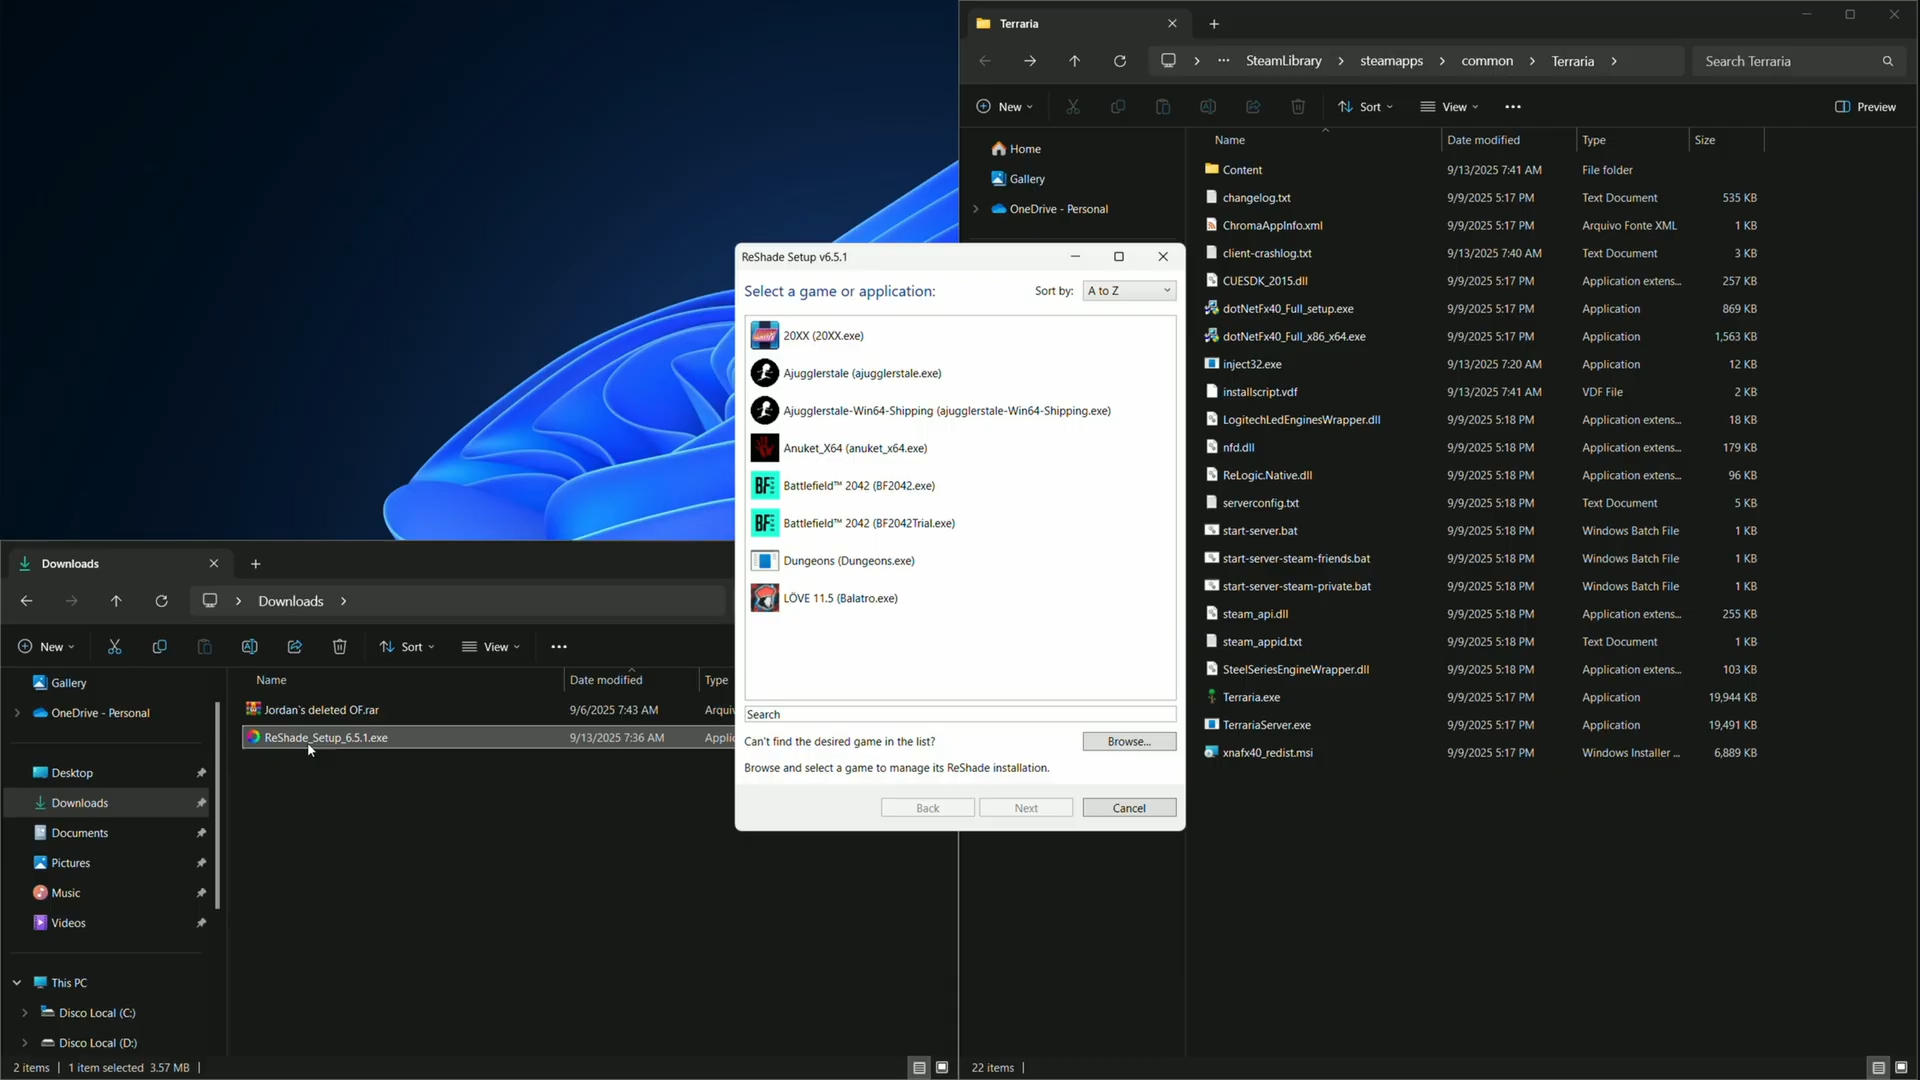 Terraria
SteamLibrary
steamapps
common
Terraria
Search Terraria
New
Sort
View
Preview
Name
Date modified
Type
Size
Home
Gallery
OneDrive - Personal
Content 9/13/2025 7:41 AM File folder
changelog.txt 9/9/2025 5:17 PM Text Document 535 KB
ChromaAppInfo.xml 9/9/2025 5:17 PM Arquivo Fonte XML 1 KB
client-crashlog.txt 9/13/2025 7:40 AM Text Document 3 KB
CUESDK_2015.dll 9/9/2025 5:17 PM Application extens... 257 KB
dotNetFx40_Full_setup.exe 9/9/2025 5:17 PM Application 869 KB
dotNetFx40_Full_x86_x64.exe 9/9/2025 5:17 PM Application 1,563 KB
inject32.exe 9/13/2025 7:20 AM Application 12 KB
installscript.vdf 9/13/2025 7:41 AM VDF File 2 KB
LogitechLedEnginesWrapper.dll 9/9/2025 5:18 PM Application extens... 18 KB
nfd.dll 9/9/2025 5:18 PM Application extens... 179 KB
ReLogic.Native.dll 9/9/2025 5:18 PM Application extens... 96 KB
serverconfig.txt 9/9/2025 5:18 PM Text Document 5 KB
start-server.bat 9/9/2025 5:18 PM Windows Batch File 1 KB
start-server-steam-friends.bat 9/9/2025 5:18 PM Windows Batch File 1 KB
start-server-steam-private.bat 9/9/2025 5:18 PM Windows Batch File 1 KB
steam_api.dll 9/9/2025 5:18 PM Application extens... 255 KB
steam_appid.txt 9/9/2025 5:18 PM Text Document 1 KB
SteelSeriesEngineWrapper.dll 9/9/2025 5:18 PM Application extens... 103 KB
Terraria.exe 9/9/2025 5:17 PM Application 19,944 KB
TerrariaServer.exe 9/9/2025 5:17 PM Application 19,491 KB
xnafx40_redist.msi 9/9/2025 5:17 PM Windows Installer ... 6,889 KB
22 items
ReShade Setup v6.5.1
Select a game or application:
Sort by:
A to Z
20XX (20XX.exe)
Ajugglerstale (ajugglerstale.exe)
Ajugglerstale-Win64-Shipping (ajugglerstale-Win64-Shipping.exe)
Anuket_X64 (anuket_x64.exe)
BF
Battlefield™ 2042 (BF2042.exe)
BF
Battlefield™ 2042 (BF2042Trial.exe)
Dungeons (Dungeons.exe)
LÖVE 11.5 (Balatro.exe)
Search
Can't find the desired game in the list?
Browse...
Browse and select a game to manage its ReShade installation.
Back
Next
Cancel
Downloads
Downloads
New
Sort
View
Name
Date modified
Type
Jordan`s deleted OF.rar 9/6/2025 7:43 AM Arqui
ReShade_Setup_6.5.1.exe 9/13/2025 7:36 AM Applic
Gallery
OneDrive - Personal
Desktop
Downloads
Documents
Pictures
Music
Videos
This PC
Disco Local (C:)
Disco Local (D:)
2 items
1 item selected 3.57 MB